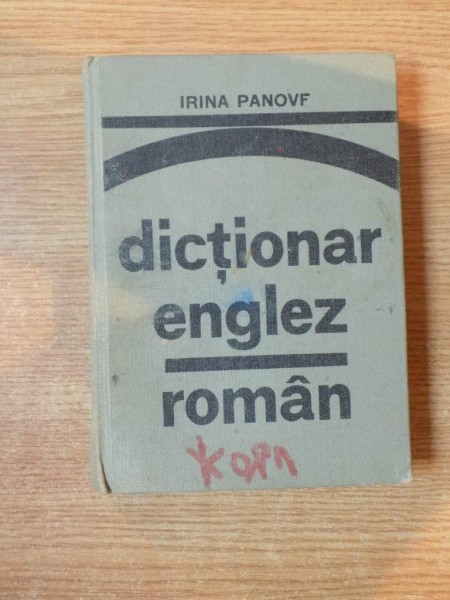 IRINA PANOVF
dicționar
englez
român